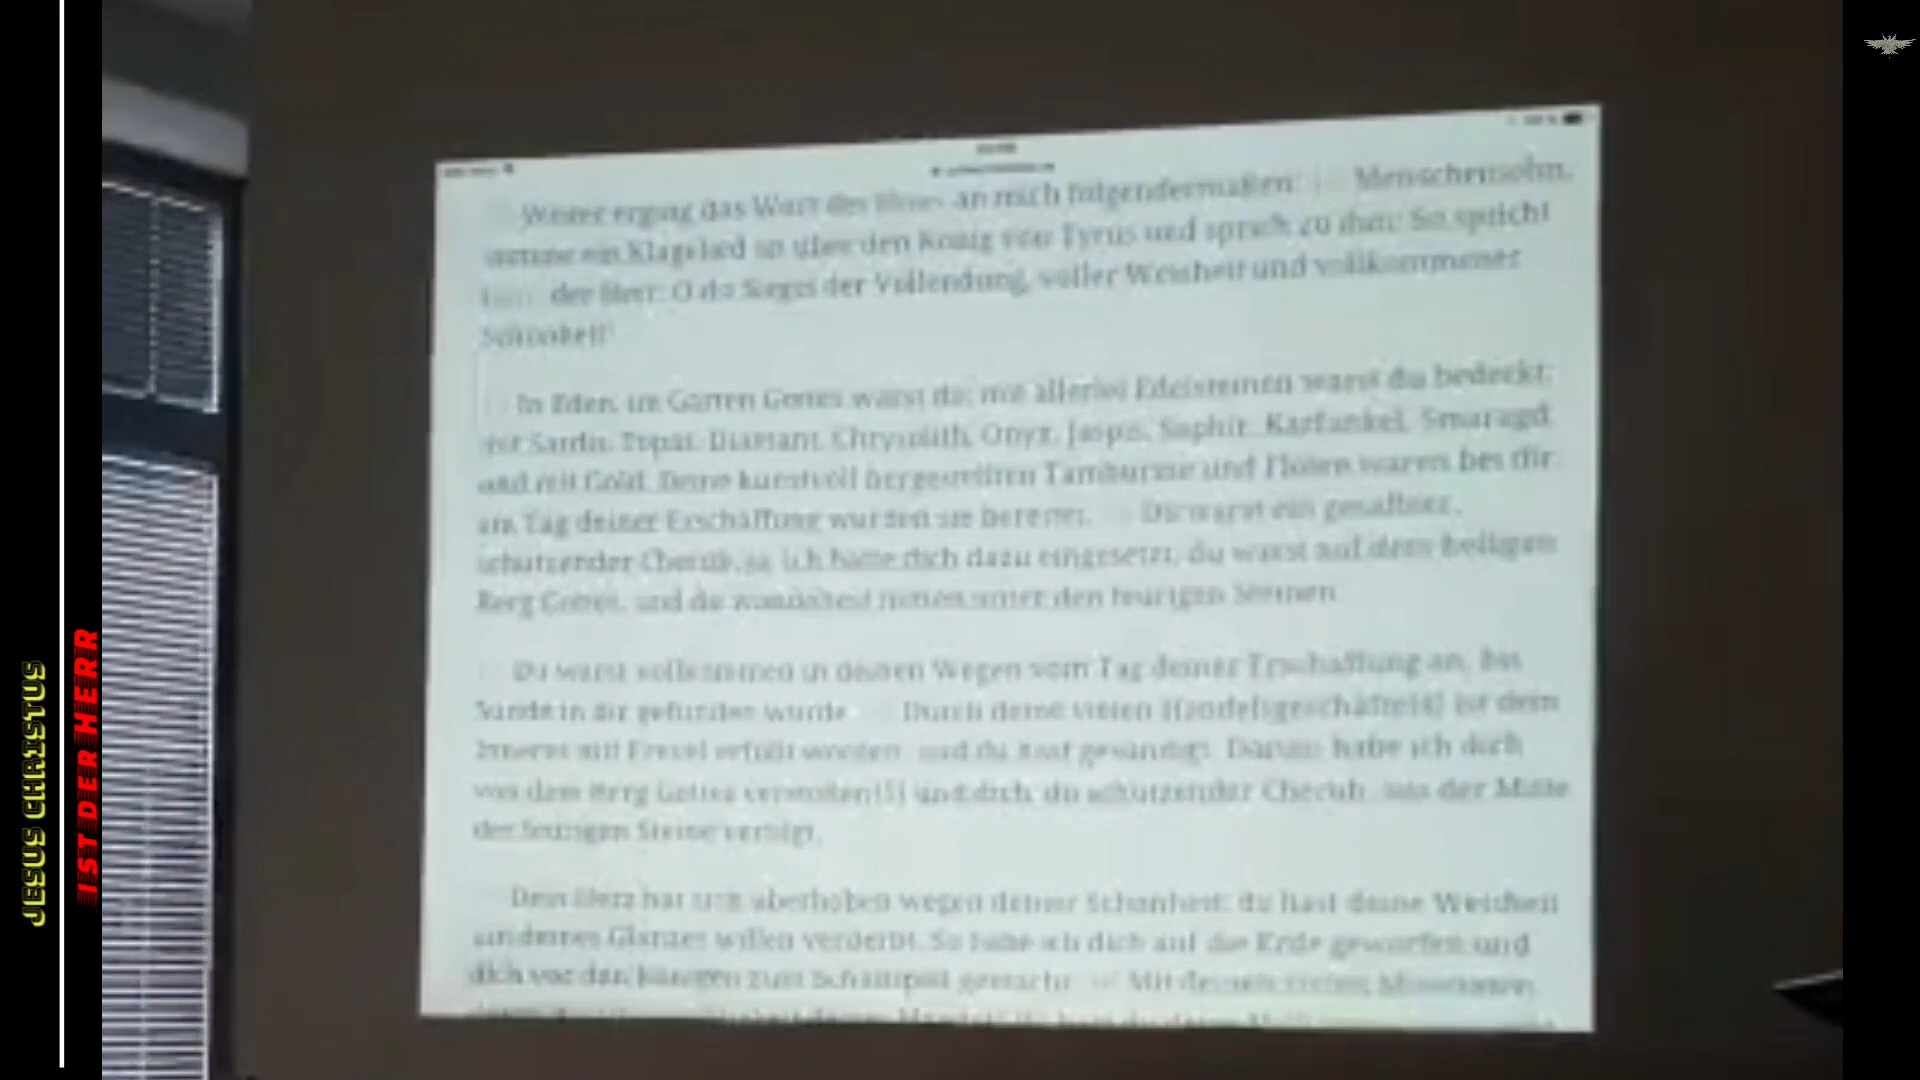 JESUS CHRISTUS
IST DER HERR
Weiter erging das Wort des Herrn an mich folgendermaßen: Menschensohn,
stimme ein Klagelied an über den König von Tyrus und sprich zu ihm: So spricht
der Herr: O du Siegel der Vollendung, voller Weisheit und vollkommener
Schönheit!
In Eden, im Garten Gottes warst du; mit allerlei Edelsteinen warst du bedeckt:
mit Sardis, Topas, Diamant, Chrysolith, Onyx, Jaspis, Saphir, Karfunkel, Smaragd,
und mit Gold. Deine kunstvoll hergestellten Tamburine und Flöten waren bei dir;
am Tag deiner Erschaffung wurden sie bereitet. Du warst ein gesalbter,
schützender Cherub, ja, ich hatte dich dazu eingesetzt; du warst auf dem heiligen
Berg Gottes, und du wandeltest mitten unter den feurigen Steinen.
Du warst vollkommen in deinen Wegen vom Tag deiner Erschaffung an, bis
Sünde in dir gefunden wurde. Durch deine vielen Handelsgeschäfte[4] ist dein
Inneres mit Frevel erfüllt worden, und du hast gesündigt. Darum habe ich dich
von dem Berg Gottes verstoßen[5] und dich, du schützender Cherub, aus der Mitte
der feurigen Steine vertilgt.
Dein Herz hat sich überhoben wegen deiner Schönheit; du hast deine Weisheit
um deines Glanzes willen verderbt. So habe ich dich auf die Erde geworfen und
dich vor den Königen zum Schauspiel gemacht. Mit deinen vielen Missetaten,